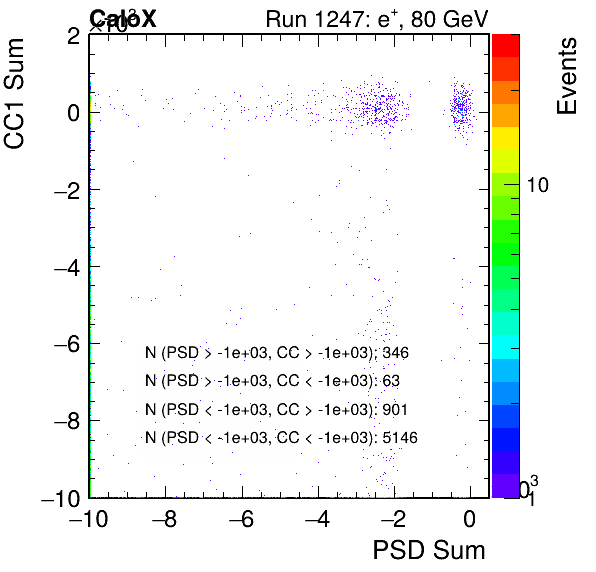 CaloX
Run 1247: e+, 80 GeV
×10³
CC1 Sum
Events
2
0
−2
−4
−6
−8
−10
10
1
N (PSD > -1e+03, CC > -1e+03): 346
N (PSD > -1e+03, CC < -1e+03): 63
N (PSD < -1e+03, CC > -1e+03): 901
N (PSD < -1e+03, CC < -1e+03): 5146
−10
−8
−6
−4
−2
0
PSD Sum